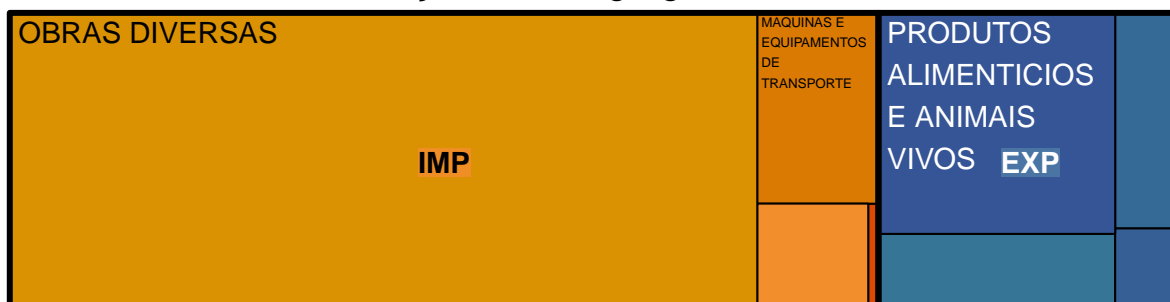 OBRAS DIVERSAS
MAQUINAS E
EQUIPAMENTOS
DE
TRANSPORTE
IMP
PRODUTOS
ALIMENTICIOS
E ANIMAIS
VIVOS
EXP